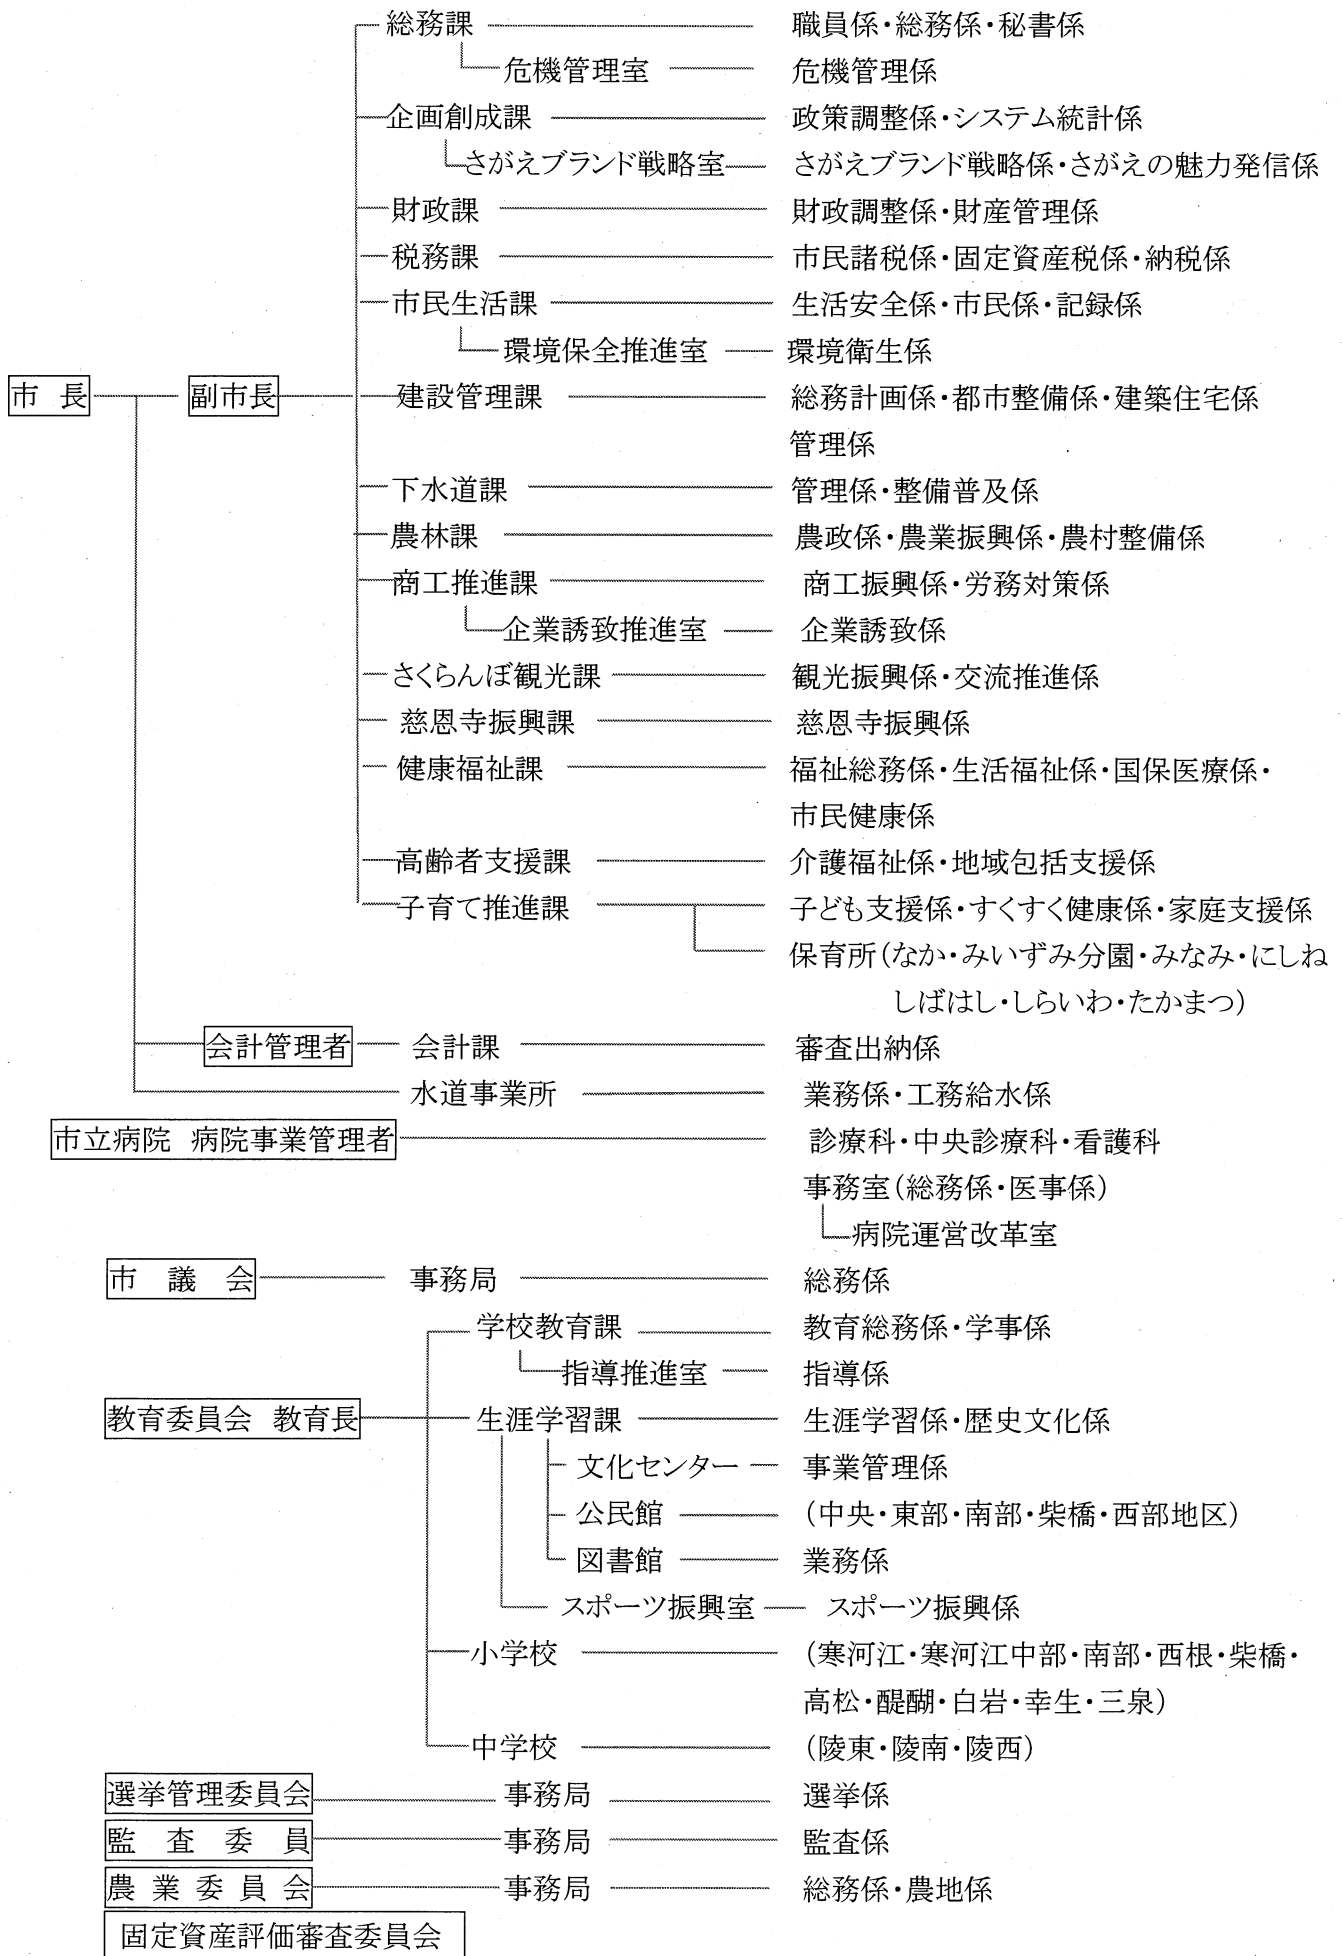 総務課 職員係・総務係・秘書係
危機管理室 危機管理係
企画創成課 政策調整係・システム統計係
さがえブランド戦略室 さがえブランド戦略係・さがえの魅力発信係
財政課 財政調整係・財産管理係
税務課 市民諸税係・固定資産税係・納税係
市民生活課 生活安全係・市民係・記録係
環境保全推進室 環境衛生係
市 長 副市長 建設管理課 総務計画係・都市整備係・建築住宅係
管理係
下水道課 管理係・整備普及係
農林課 農政係・農業振興係・農村整備係
商工推進課 商工振興係・労務対策係
企業誘致推進室 企業誘致係
さくらんぼ観光課 観光振興係・交流推進係
慈恩寺振興課 慈恩寺振興係
健康福祉課 福祉総務係・生活福祉係・国保医療係・
市民健康係
高齢者支援課 介護福祉係・地域包括支援係
子育て推進課 子ども支援係・すくすく健康係・家庭支援係
保育所(なか・みいずみ分園・みなみ・にしね
しばはし・しらいわ・たかまつ)
会計管理者 会計課 審査出納係
水道事業所 業務係・工務給水係
市立病院 病院事業管理者 診療科・中央診療科・看護科
事務室(総務係・医事係)
病院運営改革室
市 議 会 事務局 総務係
学校教育課 教育総務係・学事係
指導推進室 指導係
教育委員会 教育長 生涯学習課 生涯学習係・歴史文化係
文化センター 事業管理係
公民館 (中央・東部・南部・柴橋・西部地区)
図書館 業務係
スポーツ振興室 スポーツ振興係
小学校 (寒河江・寒河江中部・南部・西根・柴橋・
高松・醍醐・白岩・幸生・三泉)
中学校 (陵東・陵南・陵西)
選挙管理委員会 事務局 選挙係
監 査 委 員 事務局 監査係
農 業 委 員 会 事務局 総務係・農地係
固定資産評価審査委員会